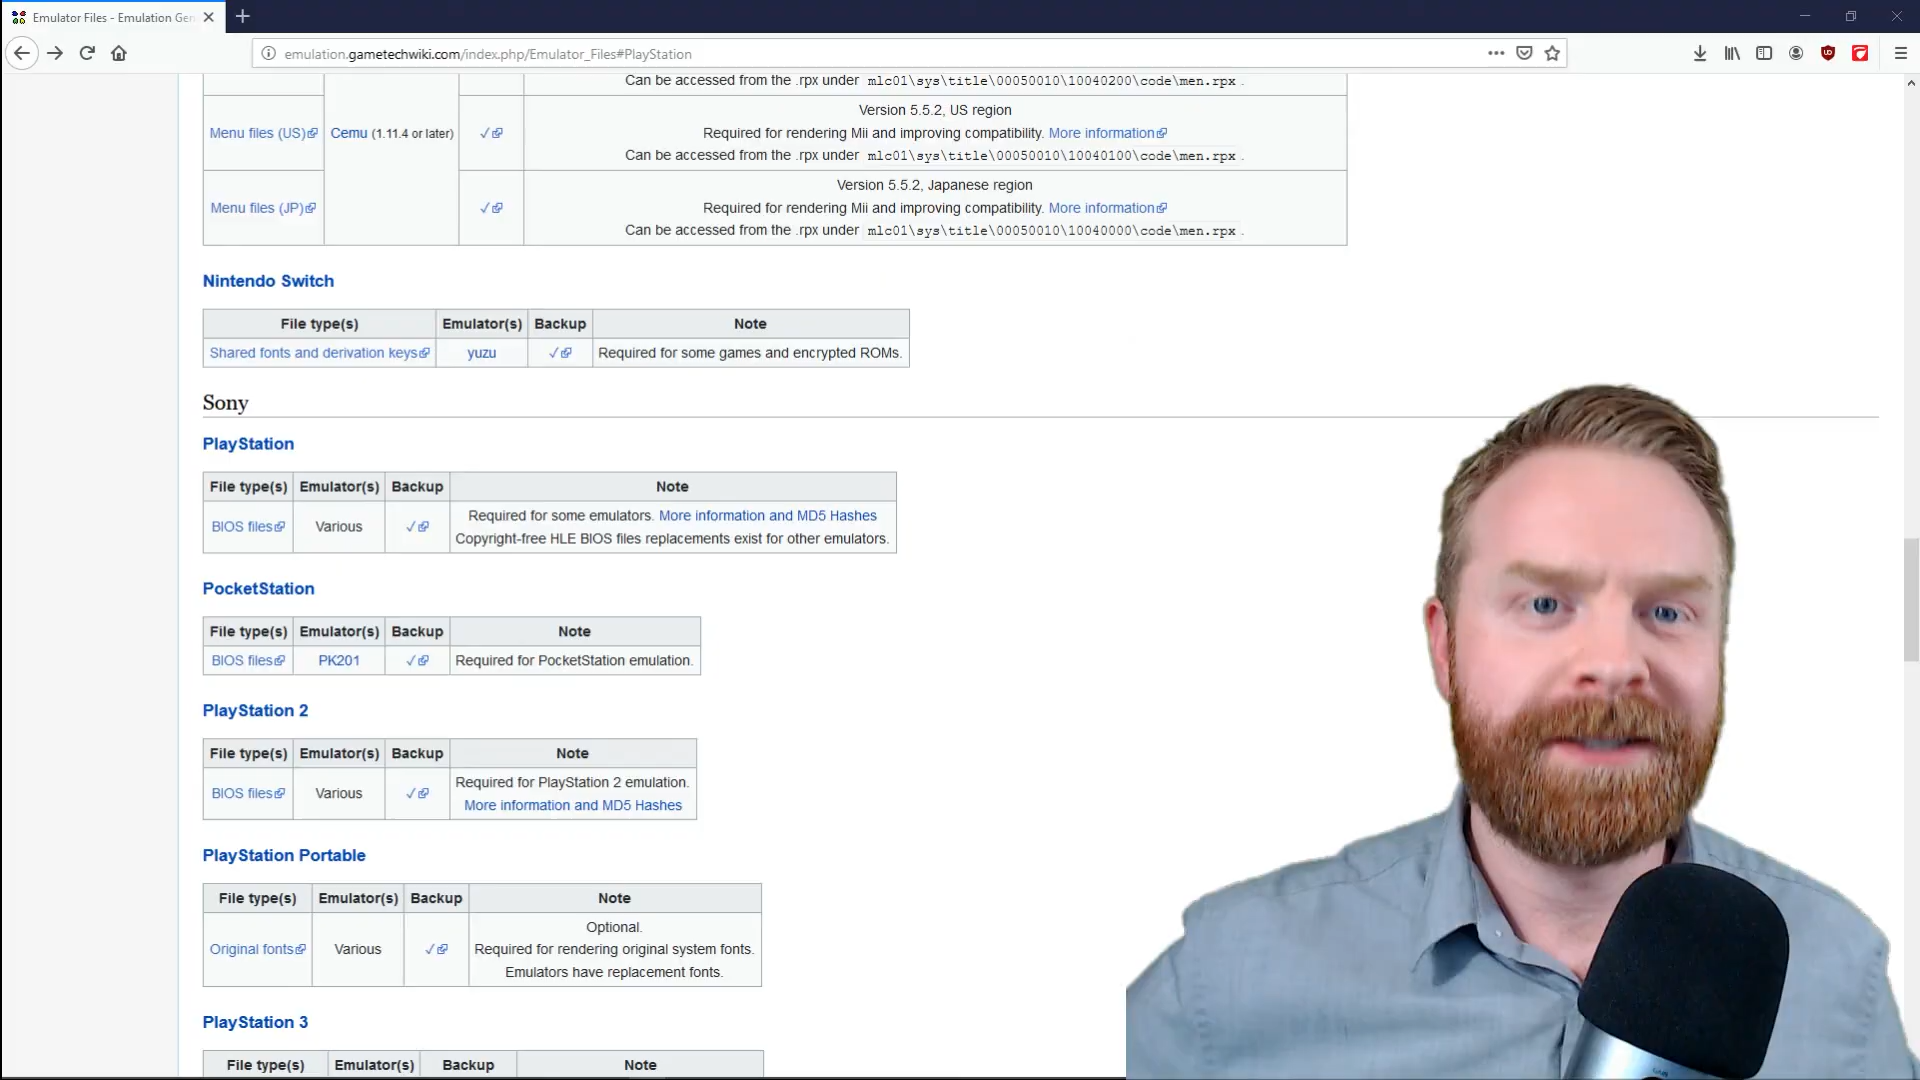 Emulator Files - Emulation Gen
emulation.gametechwiki.com/index.php/Emulator_Files#PlayStation
Can be accessed from the .rpx under mlc01\sys\title\00050010\10040200\code\men.rpx .
Menu files (US)
Cemu (1.11.4 or later)
✓
Version 5.5.2, US region
Required for rendering Mii and improving compatibility. More information
Can be accessed from the .rpx under mlc01\sys\title\00050010\10040100\code\men.rpx .
Menu files (JP)
✓
Version 5.5.2, Japanese region
Required for rendering Mii and improving compatibility. More information
Can be accessed from the .rpx under mlc01\sys\title\00050010\10040000\code\men.rpx .
Nintendo Switch
File type(s) Emulator(s) Backup Note
Shared fonts and derivation keys yuzu ✓ Required for some games and encrypted ROMs.
Sony
PlayStation
File type(s) Emulator(s) Backup Note
BIOS files Various ✓
Required for some emulators. More information and MD5 Hashes
Copyright-free HLE BIOS files replacements exist for other emulators.
PocketStation
File type(s) Emulator(s) Backup Note
BIOS files PK201 ✓ Required for PocketStation emulation.
PlayStation 2
File type(s) Emulator(s) Backup Note
BIOS files Various ✓
Required for PlayStation 2 emulation.
More information and MD5 Hashes
PlayStation Portable
File type(s) Emulator(s) Backup Note
Original fonts Various ✓
Optional.
Required for rendering original system fonts.
Emulators have replacement fonts.
PlayStation 3
File type(s) Emulator(s) Backup Note